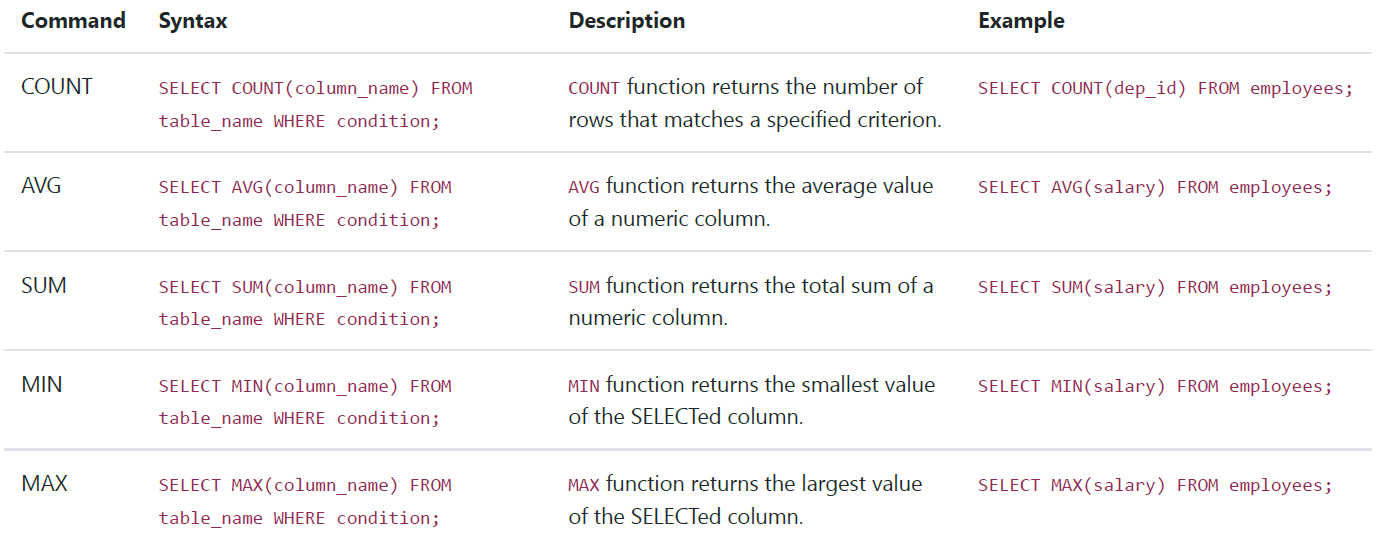 Command Syntax Description Example
COUNT SELECT COUNT(column_name) FROM COUNT function returns the number of SELECT COUNT(dep_id) FROM employees;
table_name WHERE condition; rows that matches a specified criterion.
AVG SELECT AVG(column_name) FROM AVG function returns the average value SELECT AVG(salary) FROM employees;
table_name WHERE condition; of a numeric column.
SUM SELECT SUM(column_name) FROM SUM function returns the total sum of a SELECT SUM(salary) FROM employees;
table_name WHERE condition; numeric column.
MIN SELECT MIN(column_name) FROM MIN function returns the smallest value SELECT MIN(salary) FROM employees;
table_name WHERE condition; of the SELECTed column.
MAX SELECT MAX(column_name) FROM MAX function returns the largest value SELECT MAX(salary) FROM employees;
table_name WHERE condition; of the SELECTed column.